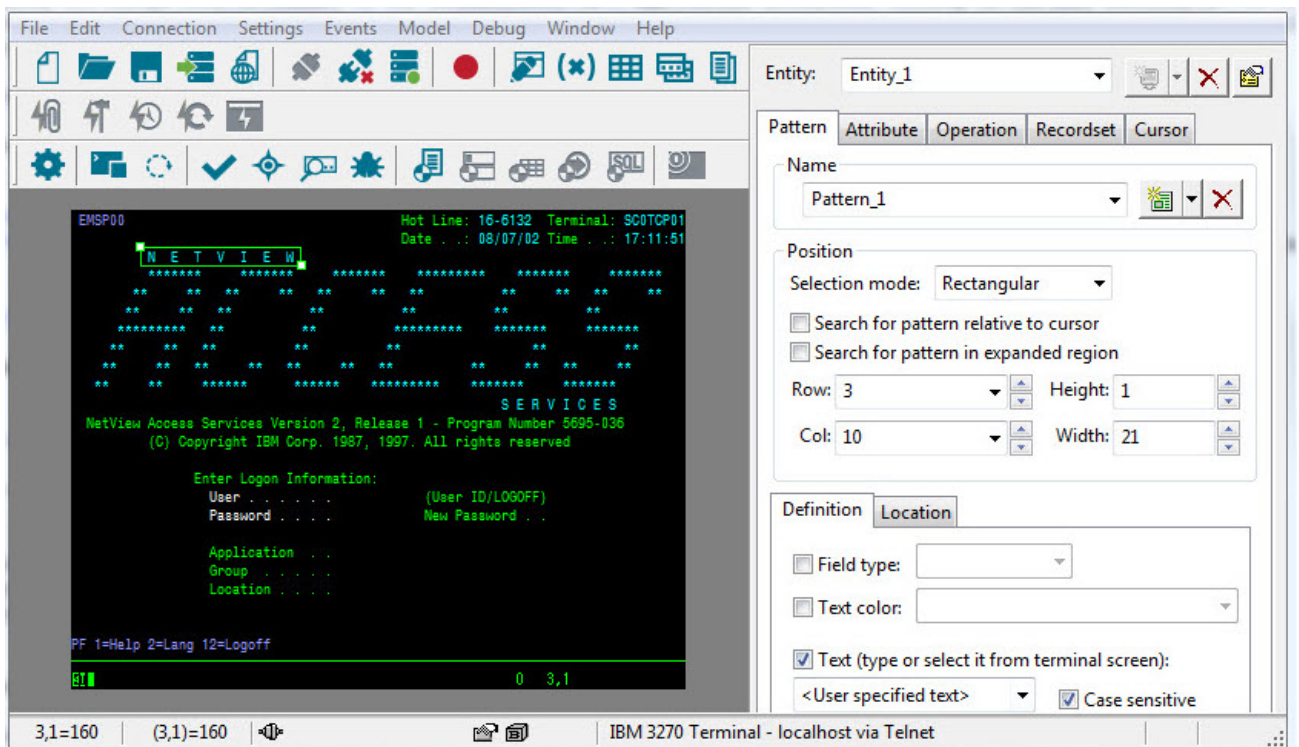 File Edit Connection Settings Events Model Debug Window Help
SQL
Entity: Entity_1
Pattern Attribute Operation Recordset Cursor
Name
Pattern_1
Position
Selection mode: Rectangular
Search for pattern relative to cursor
Search for pattern in expanded region
Row: 3 Height: 1
Col: 10 Width: 21
Definition Location
Field type:
Text color:
Text (type or select it from terminal screen):
<User specified text> Case sensitive
EMSP00 Hot Line: 16-6132 Terminal: SC0TCP01
Date . .: 08/07/02 Time . .: 17:11:51
N E T V I E W
******* ******* ******* ********* ******* *******
** ** ** ** ** ** ** ** ** ** **
** ** ** ** ** ** **
********* ** ** ********* ******* *******
** ** ** ** ** ** **
** ** ** ** ** ** ** ** ** ** **
** ** ****** ****** ********* ******* *******
S E R V I C E S
NetView Access Services Version 2, Release 1 - Program Number 5695-036
(C) Copyright IBM Corp. 1987, 1997. All rights reserved
Enter Logon Information:
User . . . . . . (User ID/LOGOFF)
Password . . . . New Password . .
Application . .
Group . . . . .
Location . . . .
PF 1=Help 2=Lang 12=Logoff
0 3,1
3,1=160 (3,1)=160 IBM 3270 Terminal - localhost via Telnet